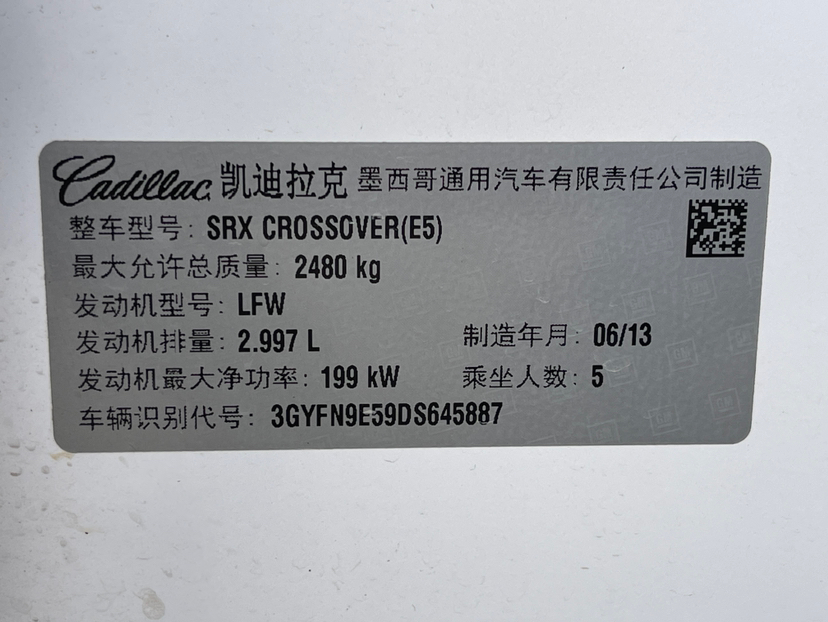 Cadillac 凯迪拉克 墨西哥通用汽车有限责任公司制造
整车型号: SRX CROSSOVER(E5)
最大允许总质量: 2480 kg
发动机型号: LFW
发动机排量: 2.997 L 制造年月: 06/13
发动机最大净功率: 199 kW 乘坐人数: 5
车辆识别代号: 3GYFN9E59DS645887